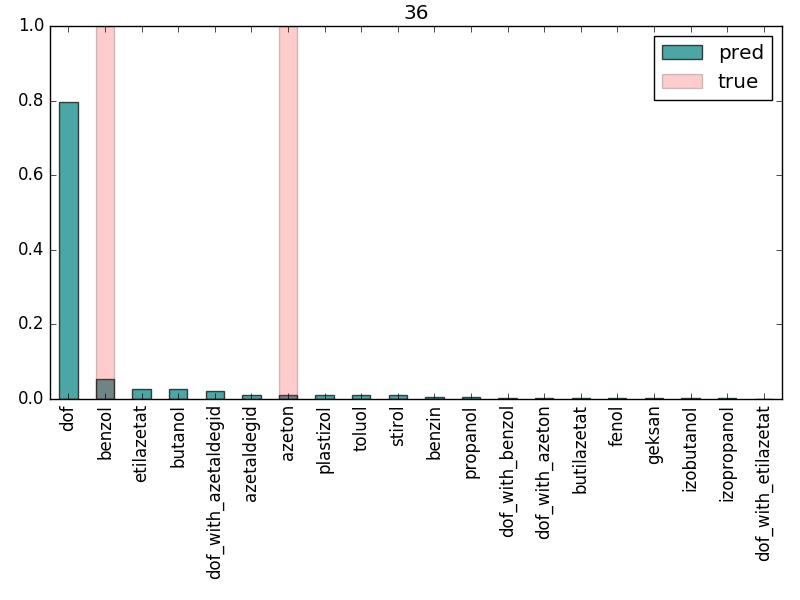 36
pred
true
1.0
0.8
0.6
0.4
0.2
0.0
dof
benzol
etilazetat
butanol
dof_with_azetaldegid
azetaldegid
azeton
plastizol
toluol
stirol
benzin
propanol
dof_with_benzol
dof_with_azeton
butilazetat
fenol
geksan
izobutanol
izopropanol
dof_with_etilazetat